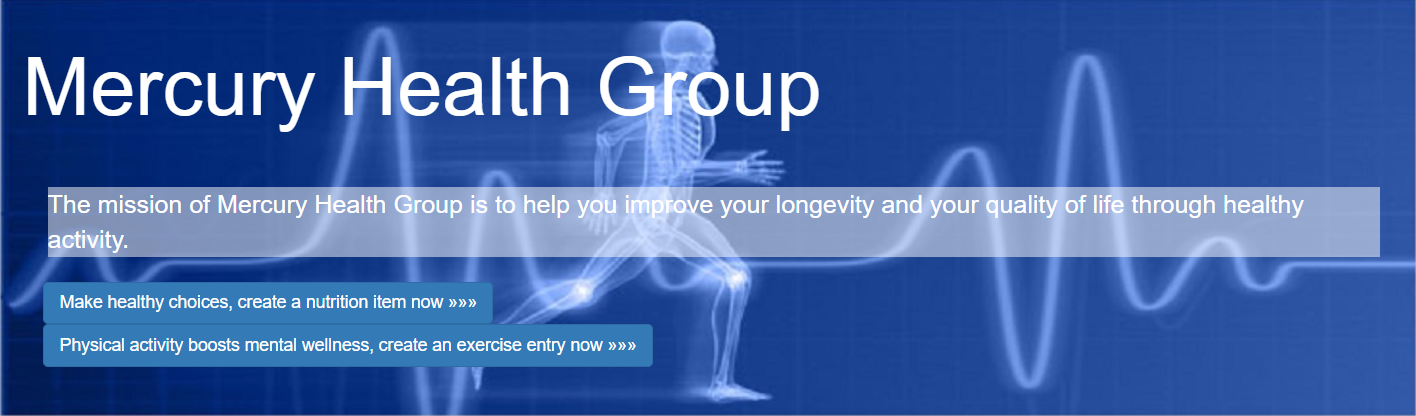 Mercury Health Group
The mission of Mercury Health Group is to help you improve your longevity and your quality of life through healthy
activity.
Make healthy choices, create a nutrition item now »»»
Physical activity boosts mental wellness, create an exercise entry now »»»